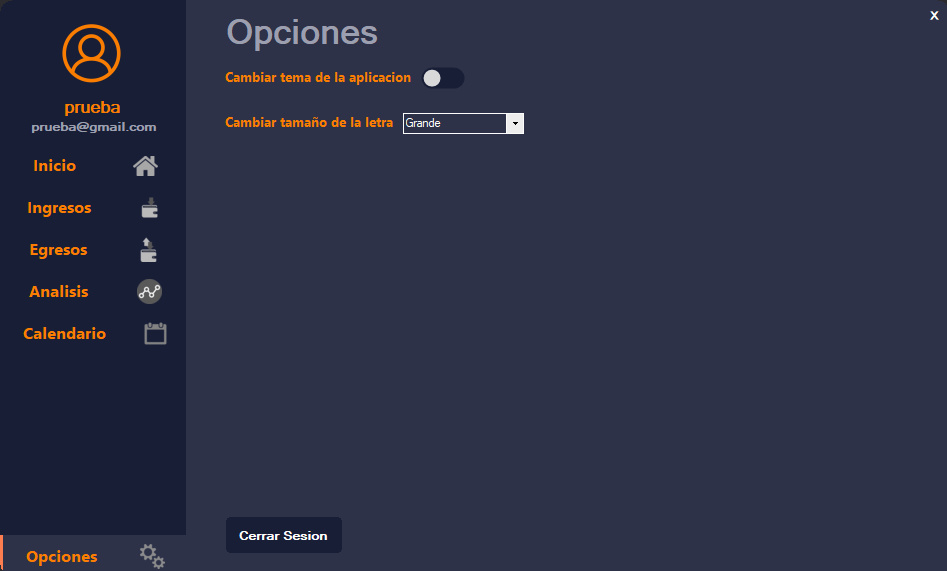 prueba
prueba@gmail.com
Inicio
Ingresos
Egresos
Analisis
Calendario
Opciones
X
Opciones
Cambiar tema de la aplicacion
Cambiar tamaño de la letra Grande
Cerrar Sesion